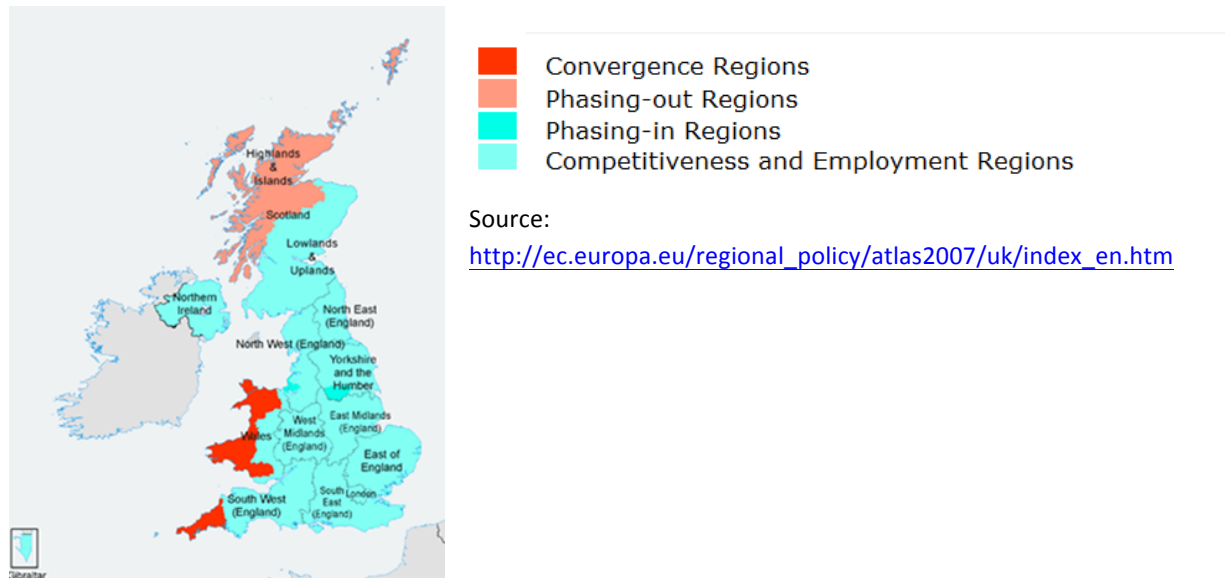 Convergence Regions
Phasing-out Regions
Phasing-in Regions
Competitiveness and Employment Regions
Source:
http://ec.europa.eu/regional_policy/atlas2007/uk/index_en.htm
Highlands
&
Islands
Scotland
Lowlands
&
Uplands
Northern
Ireland
North East
(England)
North West (England)
Yorkshire
and the
Humber
East Midlands
(England)
West
Midlands
(England)
Wales
East of
England
South West
(England)
South
East
(England)
London
Gibraltar